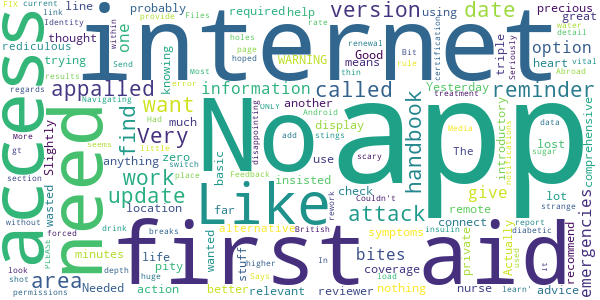 FIX current line probably provide Files required help version using date precious great
link Identity thought one holes page God means triple option water detail
rediculous trying within Send internet knowing rate WARNING Bit rule thin Seriously heart vital Abroad
results Navigating access appalled error hoped information called Yesterday renewal certification treatment reminder
regards Most another
More gt Slightly need find want Very much ONLY disappointing add stings Android display handbook introductory Media notifications The data lost sugar comprehensive
section seems Had little zero switch place basic insisted use scary Couldn't rework No app
anything work Feedback check give lot strange
without wasted update location far Like attack remote Actually connect private report diabetic emergencies
PLEASE forced drink breaks wanted alternative British symptoms insulin
look shot minutes life stuff used higher first aid it
area pity huge Says In bites nothing nurse recommend
permissions Needed depth action better relevant reviewer coverage load advice learn'